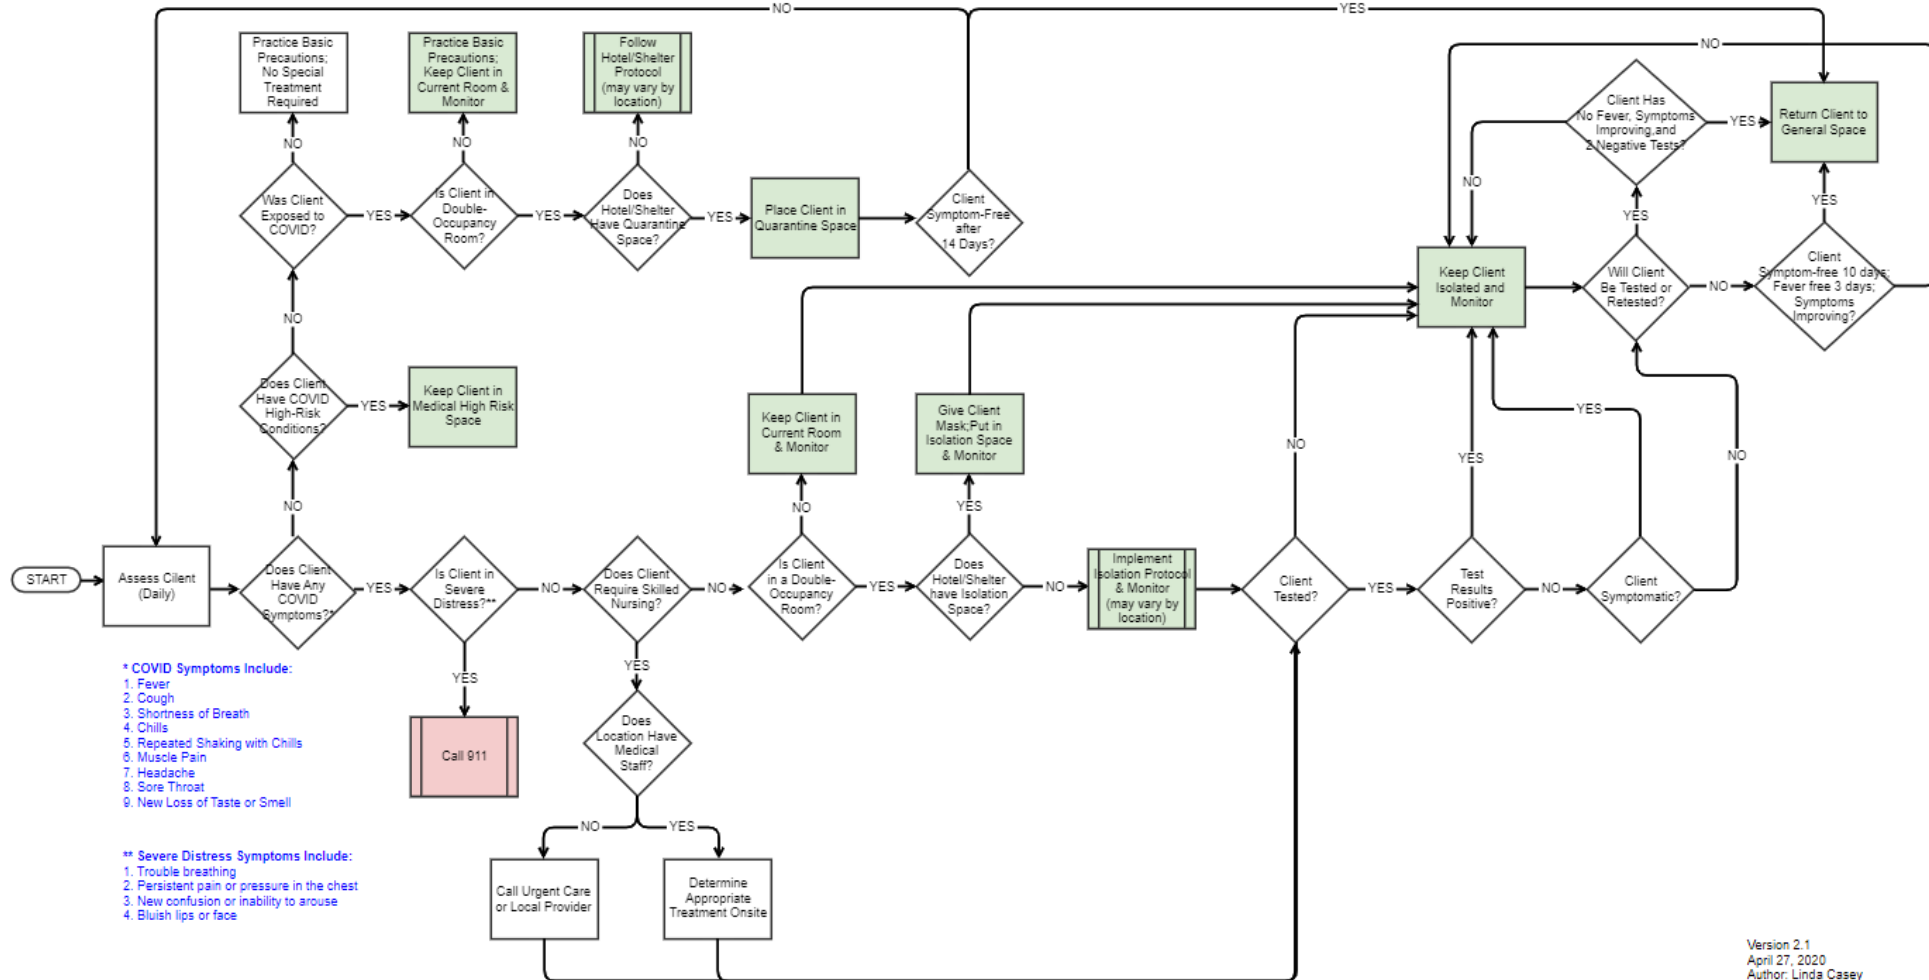 NO
YES
Practice Basic
Precautions;
No Special
Treatment
Required
Practice Basic
Precautions;
Keep Client in
Current Room &
Monitor
Follow
Hotel/Shelter
Protocol
(may vary by
location)
NO
Client Has
No Fever, Symptoms
Improving,and
2 Negative Tests?
YES
Return Client to
General Space
NO
NO
NO
NO
YES
YES
Was Client
Exposed to
COVID?
YES
Is Client in
Double-
Occupancy
Room?
YES
Does
Hotel/Shelter
Have Quarantine
Space?
YES
Place Client in
Quarantine Space
Client
Symptom-Free
after
14 Days?
Keep Client
Isolated and
Monitor
Will Client
Be Tested or
Retested?
NO
Client
Symptom-free 10 days;
Fever free 3 days;
Symptoms
Improving?
NO
Does Client
Have COVID
High-Risk
Conditions?
YES
Keep Client in
Medical High Risk
Space
Keep Client in
Current Room
& Monitor
Give Client
Mask;Put in
Isolation Space
& Monitor
YES
NO
YES
NO
NO
NO
YES
START
Assess Cilent
(Daily)
Does Client
Have Any
COVID
Symptoms?*
YES
Is Client in
Severe
Distress?**
NO
Does Client
Require Skilled
Nursing?
NO
Is Client
in a Double-
Occupancy
Room?
YES
Does
Hotel/Shelter
have Isolation
Space?
NO
Implement
Isolation Protocol
& Monitor
(may vary by
location)
Client
Tested?
YES
Test
Results
Positive?
NO
Client
Symptomatic?
YES
YES
* COVID Symptoms Include:
1. Fever
2. Cough
3. Shortness of Breath
4. Chills
5. Repeated Shaking with Chills
6. Muscle Pain
7. Headache
8. Sore Throat
9. New Loss of Taste or Smell
Call 911
Does
Location Have
Medical
Staff?
NO
YES
** Severe Distress Symptoms Include:
1. Trouble breathing
2. Persistent pain or pressure in the chest
3. New confusion or inability to arouse
4. Bluish lips or face
Call Urgent Care
or Local Provider
Determine
Appropriate
Treatment Onsite
Version 2.1
April 27, 2020
Author: Linda Casey